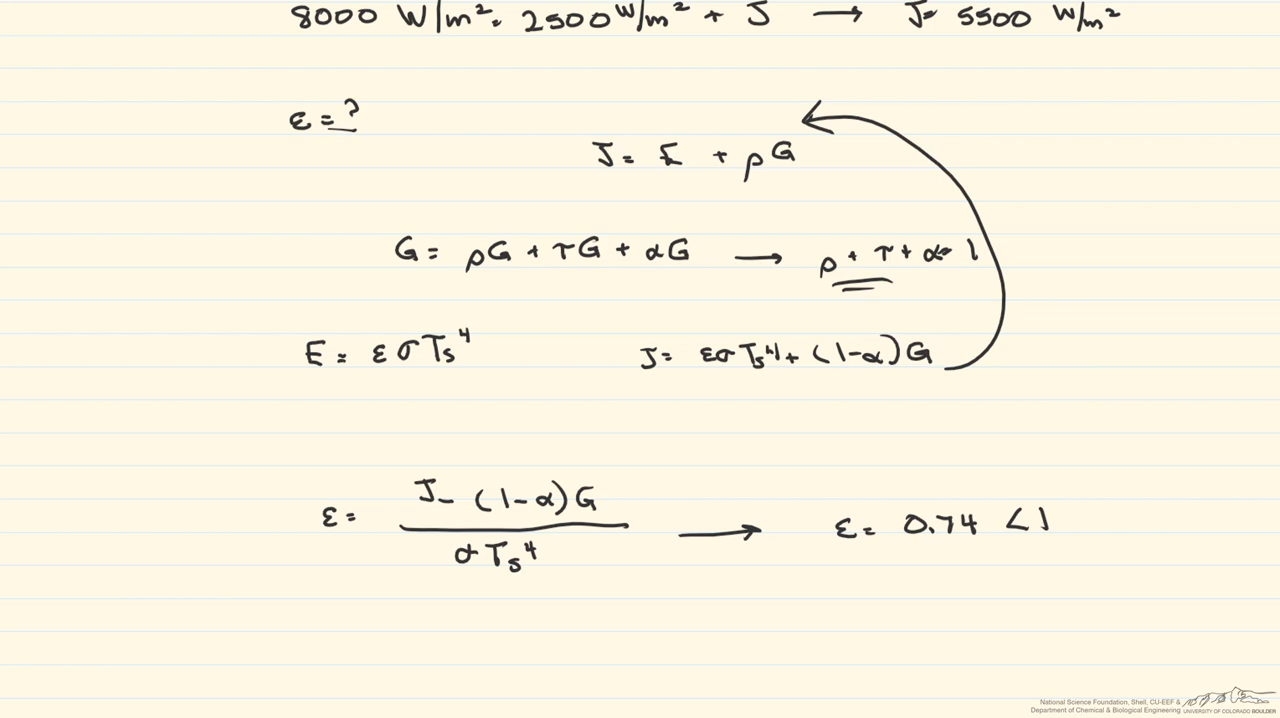 8000 W/m². 2500 W/m² + J → J= 5500 W/m²
ε = ?
J= E + ρG
G= ρG + τG + αG → ρ + τ + α= 1
E = εσTs⁴ J= εσTs⁴+ (1-α)G
ε= J- (1-α)G / σTs⁴ → ε= 0.74 <1
National Science Foundation, Shell, CU-EEF &
Department of Chemical & Biological Engineering UNIVERSITY OF COLORADO BOULDER